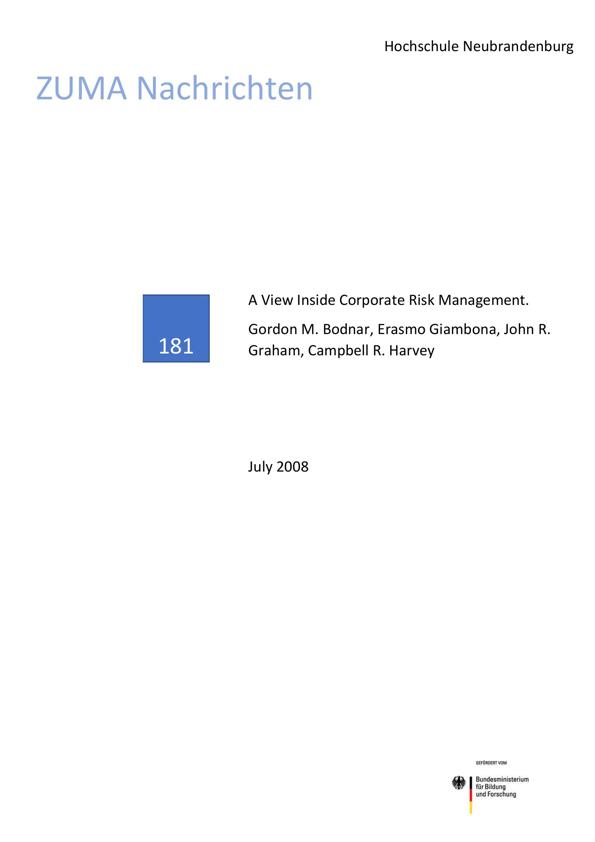 Hochschule Neubrandenburg
ZUMA Nachrichten
181
A View Inside Corporate Risk Management.
Gordon M. Bodnar, Erasmo Giambona, John R.
Graham, Campbell R. Harvey
July 2008
GEFÖRDERT VOM
Bundesministerium
für Bildung
und Forschung